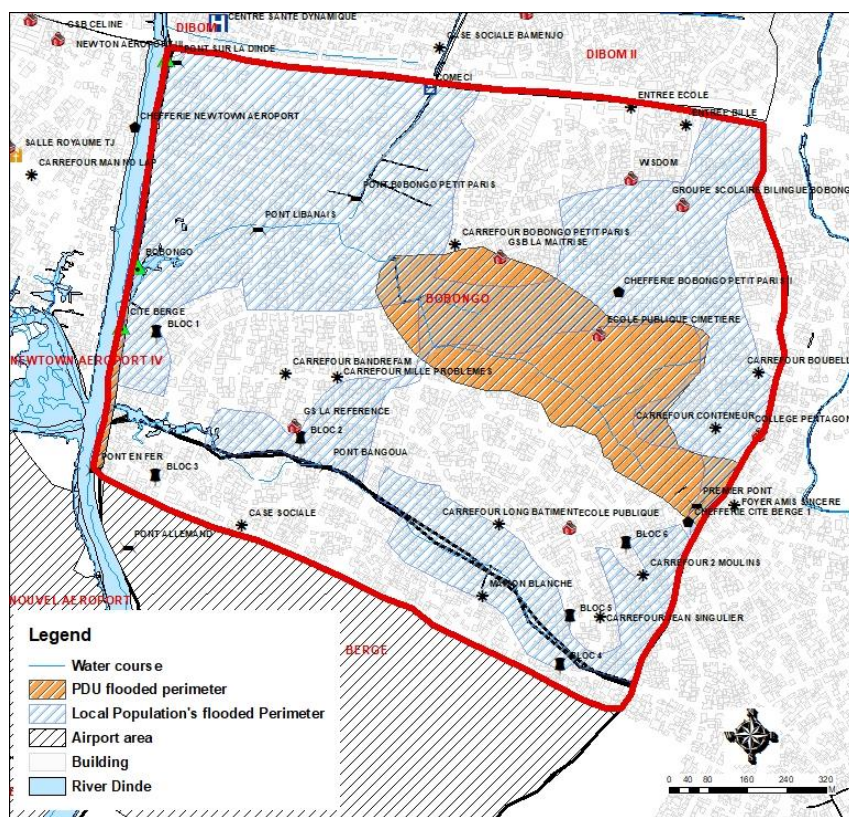 GSB CELINE
CENTRE SANTE DYNAMIQUE
DIBOM
NEWTON AEROPORT II
PONT SUR LA DINDE
CASE SOCIALE BAMENJO
DIBOM II
COMECI
ENTREE ECOLE
ENTREE BILLE
CHEFFERIE NEWTOWN AEROPORT
SALLE ROYAUME TJ
CARREFOUR MAN NO LAP
WISDOM
PONT BOBONGO PETIT PARIS
GROUPE SCOLAIRE BILINGUE BOBONG
PONT LIBANAIS
CARREFOUR BOBONGO PETIT PARIS
GSB LA MAITRISE
BOBONGO
CHEFFERIE BOBONGO PETIT PARIS II
BOBONGO
CITE BERGE
BLOC 1
ECOLE PUBLIQUE CIMETIERE
NEWTOWN AEROPORT IV
CARREFOUR BANDREFAM
CARREFOUR MILLE PROBLEMES
CARREFOUR BOUBELL
GS LA REFERENCE
BLOC 2
CARREFOUR CONTENEUR
COLLEGE PENTAGON
PONT EN FER
BLOC 3
PONT BANGOUA
PREMIER PONT
FOYER AMIS SINCERE
CHEFFERIE CITE BERGE 1
CASE SOCIALE
CARREFOUR LONG BATIMENT
ECOLE PUBLIQUE
PONT ALLEMAND
BLOC 6
CARREFOUR 2 MOULINS
MAISON BLANCHE
NOUVEL AEROPORT
BLOC 5
CARREFOUR JEAN SINGULIER
BERGE
BLOC 4
Legend
Water course
PDU flooded perimeter
Local Population's flooded Perimeter
Airport area
Building
River Dinde
0 40 80 160 240 320
M